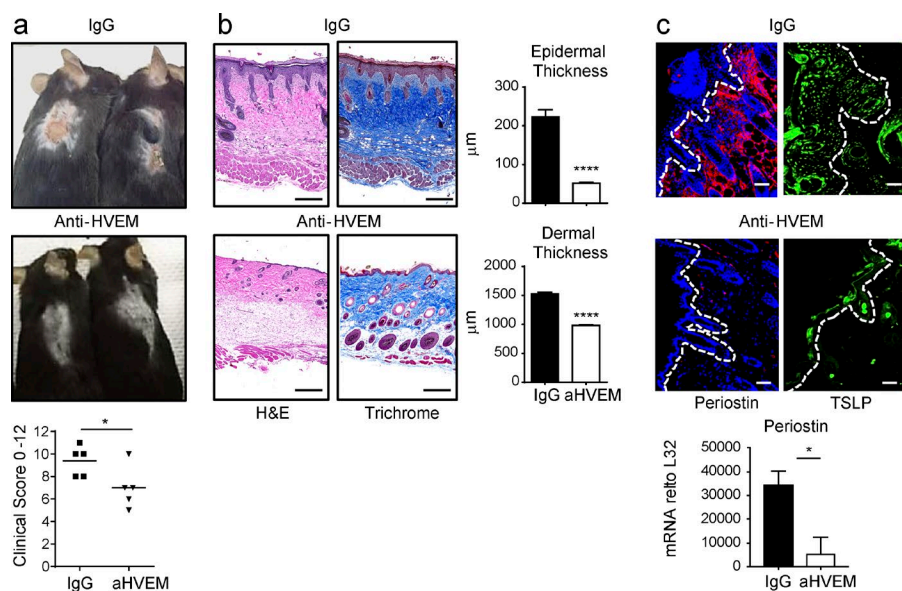 a
IgG
Anti-HVEM
Clinical Score 0-12
12
10
8
6
4
2
0
*
IgG
aHVEM
b
IgG
Anti-HVEM
H&E
Trichrome
Epidermal
Thickness
μm
300
200
100
0
****
Dermal
Thickness
μm
2000
1500
1000
500
0
****
IgG aHVEM
c
IgG
Anti-HVEM
Periostin
TSLP
Periostin
mRNA relto L32
50000
40000
30000
20000
10000
0
*
IgG aHVEM